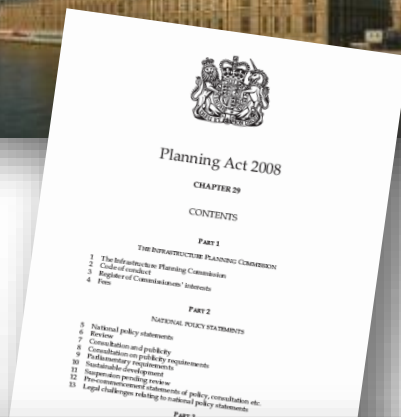 Planning Act 2008
CHAPTER 29
CONTENTS
PART 1
THE INFRASTRUCTURE PLANNING COMMISSION
1 The Infrastructure Planning Commission
2 Code of conduct
3 Register of Commissioners' interests
4 Fees
PART 2
NATIONAL POLICY STATEMENTS
5 National policy statements
6 Review
7 Consultation and publicity
8 Consultation on publicity requirements
9 Parliamentary requirements
10 Sustainable development
11 Suspension pending review
12 Pre-commencement statements of policy, consultation etc.
13 Legal challenges relating to national policy statements
PART